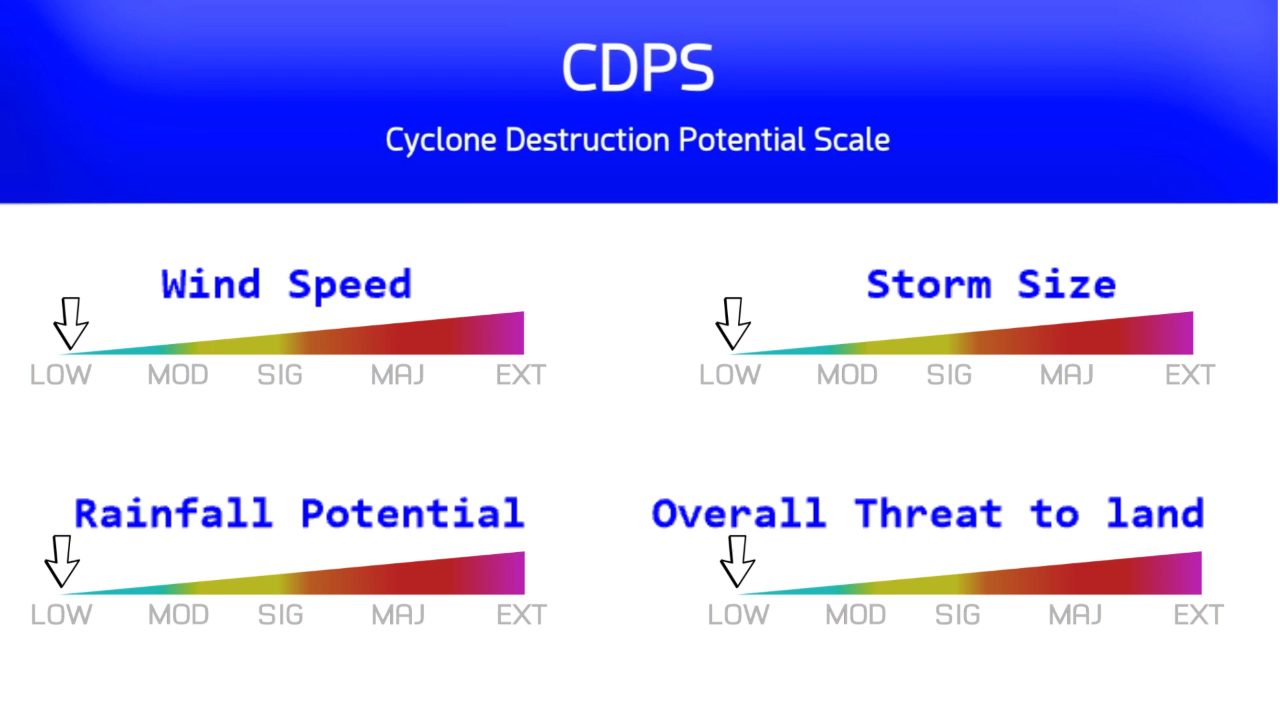 CDPS
Cyclone Destruction Potential Scale
Wind Speed
LOW MOD SIG MAJ EXT
Storm Size
LOW MOD SIG MAJ EXT
Rainfall Potential
LOW MOD SIG MAJ EXT
Overall Threat to land
LOW MOD SIG MAJ EXT